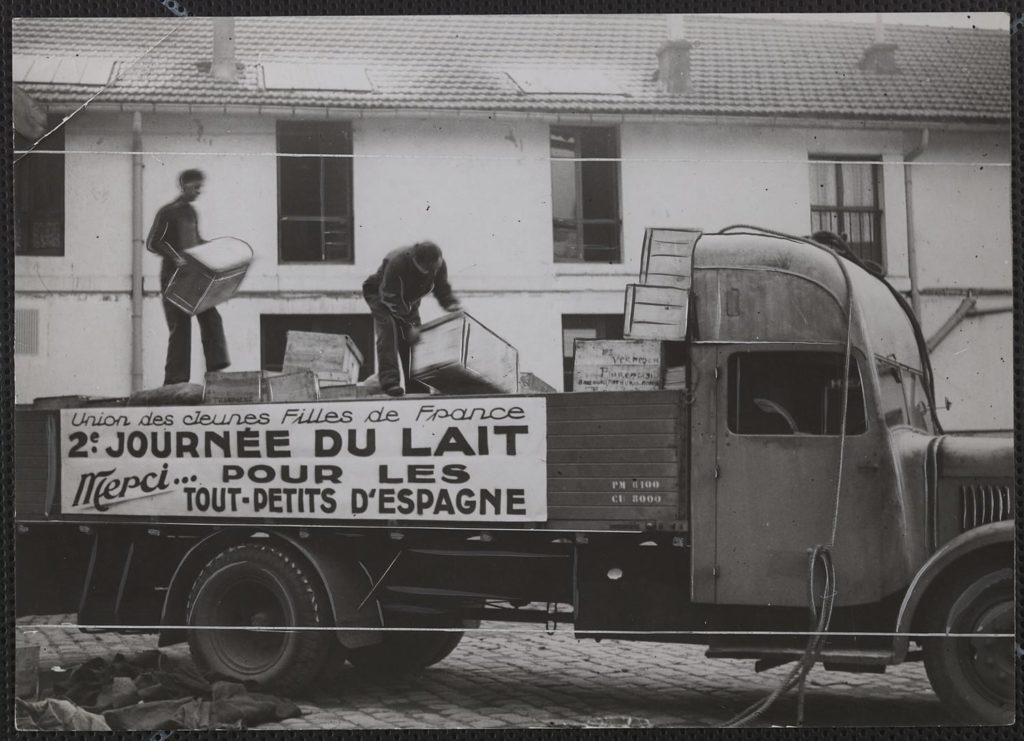 Union des Jeunes Filles de France
2e JOURNÉE DU LAIT
Merci... POUR LES
TOUT-PETITS D'ESPAGNE
PM 8100
CU 8000